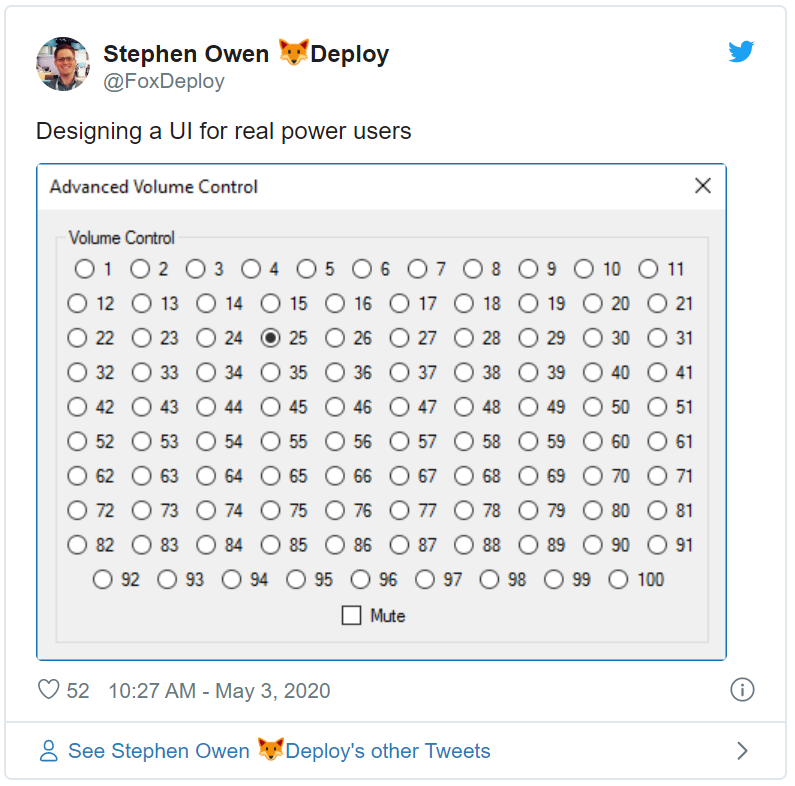 Stephen Owen 🦊Deploy
@FoxDeploy
Designing a UI for real power users
Advanced Volume Control
Volume Control
1 2 3 4 5 6 7 8 9 10 11
12 13 14 15 16 17 18 19 20 21
22 23 24 25 26 27 28 29 30 31
32 33 34 35 36 37 38 39 40 41
42 43 44 45 46 47 48 49 50 51
52 53 54 55 56 57 58 59 60 61
62 63 64 65 66 67 68 69 70 71
72 73 74 75 76 77 78 79 80 81
82 83 84 85 86 87 88 89 90 91
92 93 94 95 96 97 98 99 100
Mute
52 10:27 AM - May 3, 2020
See Stephen Owen 🦊Deploy's other Tweets